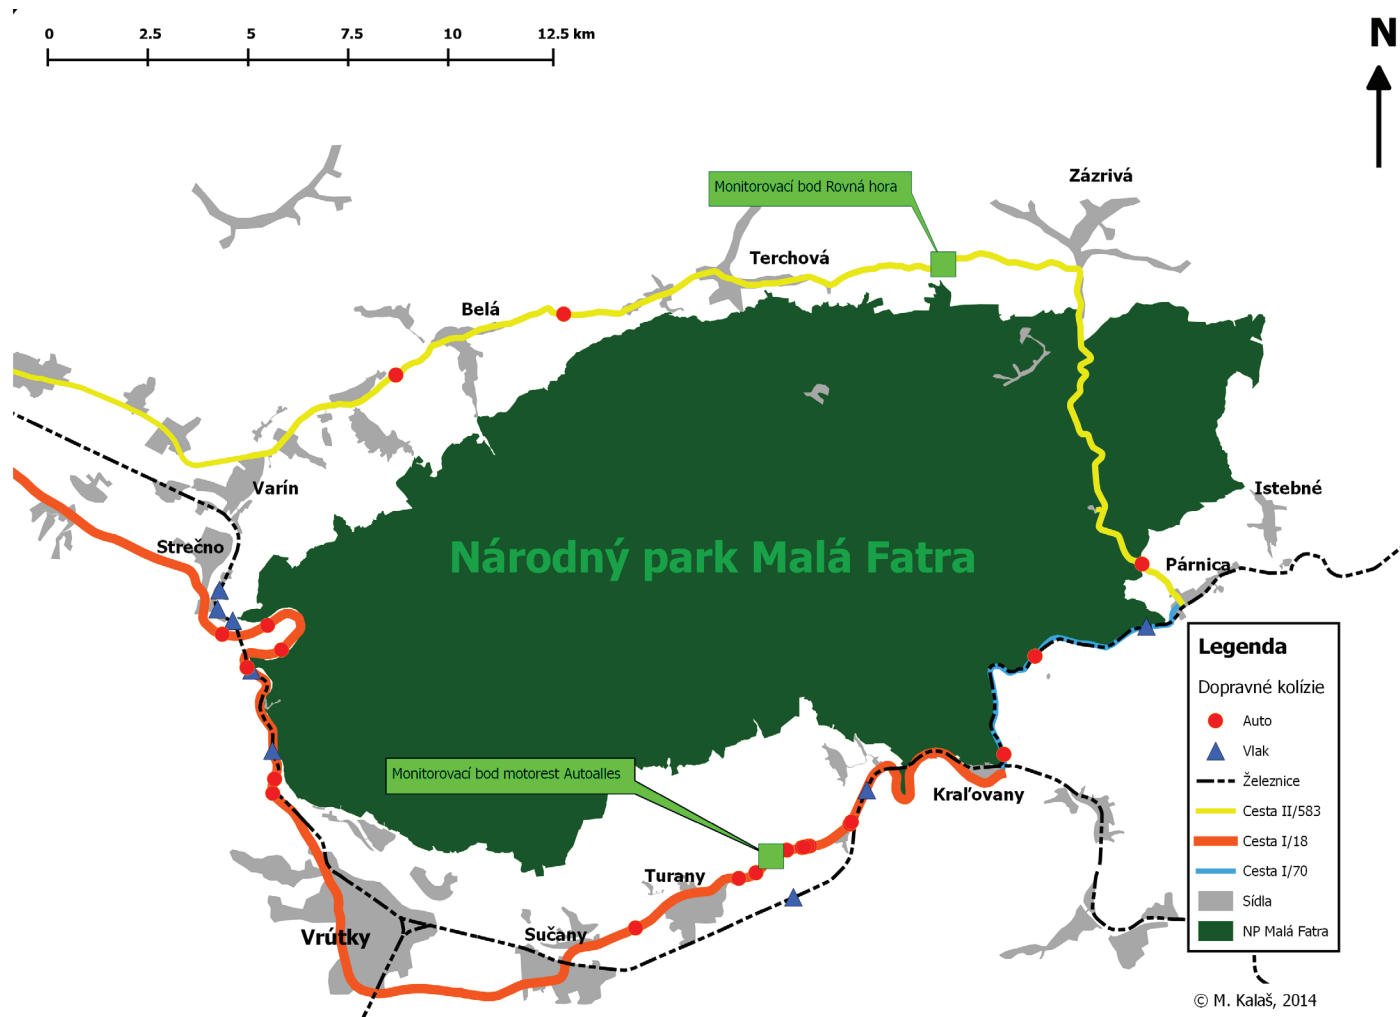 0 2.5 5 7.5 10 12.5 km
N
Zázrivá
Monitorovací bod Rovná hora
Terchová
Belá
Varín
Istebné
Strečno
Národný park Malá Fatra
Párnica
Monitorovací bod motorest Autoalles
Kraľovany
Turany
Sučany
Vrútky
Legenda
Dopravné kolízie
Auto
Vlak
Železnice
Cesta II/583
Cesta I/18
Cesta I/70
Sídla
NP Malá Fatra
© M. Kalaš, 2014